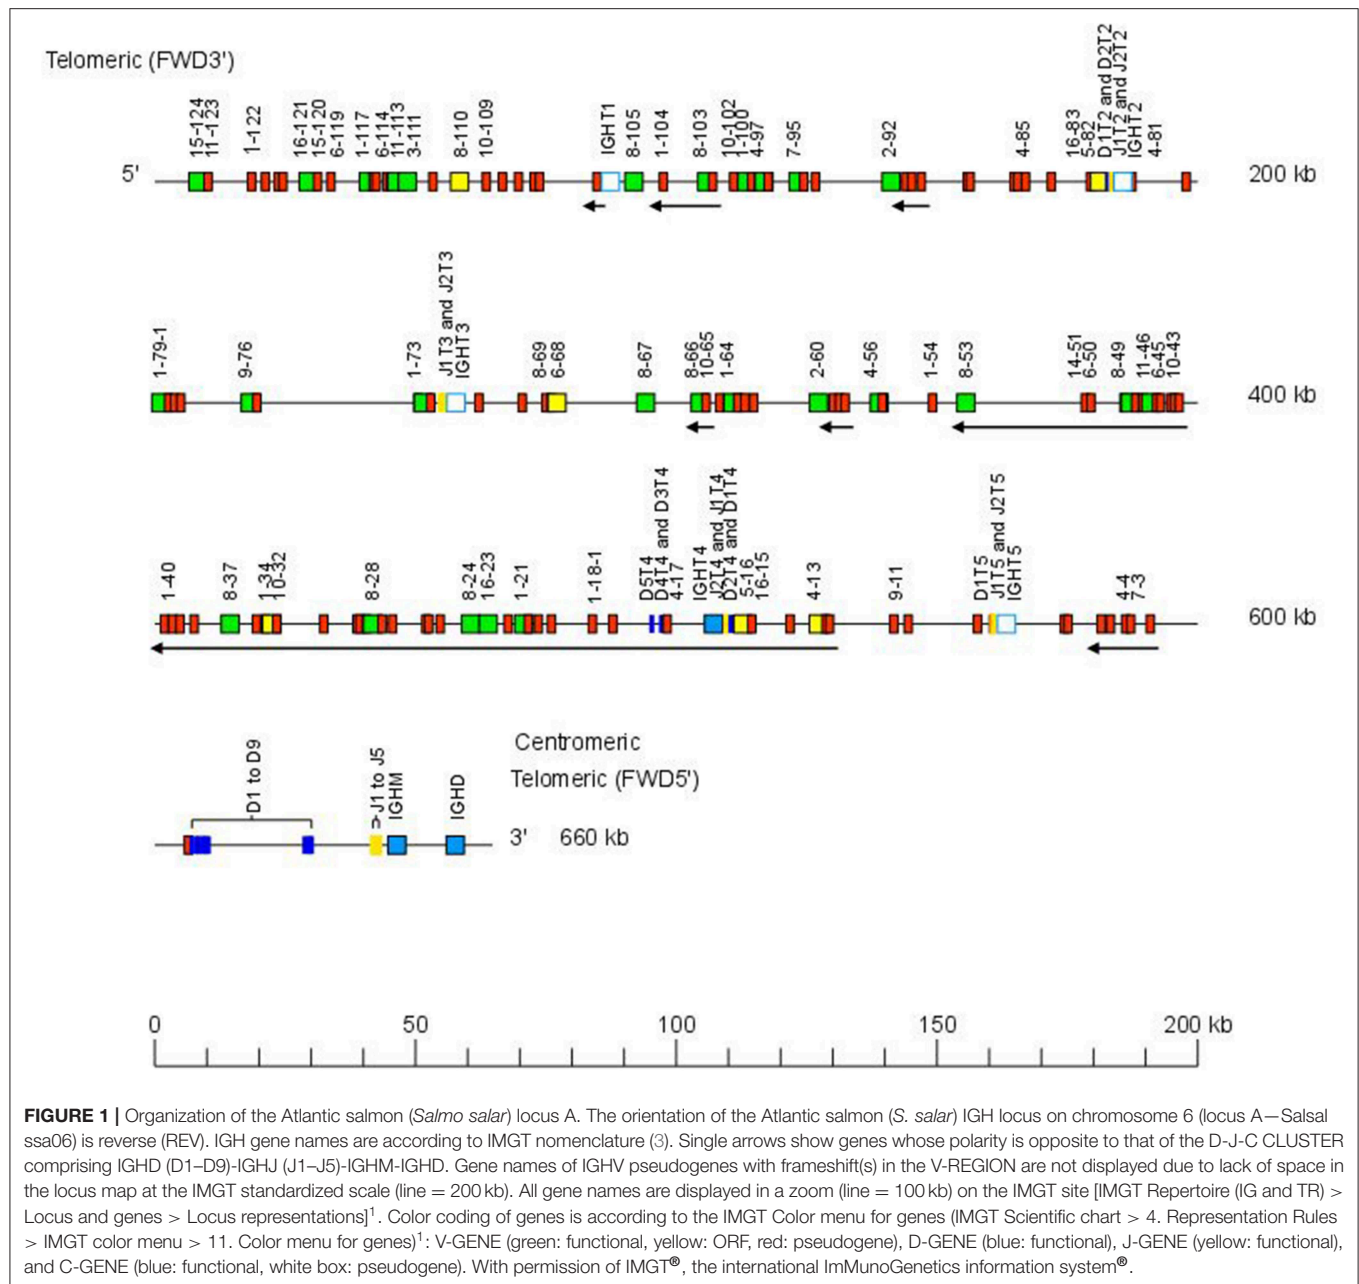 Telomeric (FWD3')
15-124
11-123
1-122
16-121
15-120
6-119
1-117
6-114
11-113
3-111
8-110
10-109
IGHT1
8-105
1-104
8-103
10-102
1-100
4-97
7-95
2-92
4-85
16-83
5-82
D1T2 and D2T2
J1T2 and J2T2
IGHT2
4-81
5'
200 kb
1-79-1
9-76
1-73
J1T3 and J2T3
IGHT3
8-69
6-68
8-67
8-66
10-65
1-64
2-60
4-56
1-54
8-53
14-51
6-50
8-49
11-46
6-45
10-43
400 kb
1-40
8-37
1-34
10-32
8-28
8-24
16-23
1-21
1-18-1
D5T4
D4T4 and D3T4
4-17
IGHT4
J2T4 and J1T4
D2T4 and D1T4
5-16
16-15
4-13
9-11
D1T5
J1T5 and J2T5
IGHT5
4-4
7-3
600 kb
D1 to D9
J1 to J5
IGHM
IGHD
Centromeric
Telomeric (FWD5')
3' 660 kb
0 50 100 150 200 kb
FIGURE 1 | Organization of the Atlantic salmon (Salmo salar) locus A. The orientation of the Atlantic salmon (S. salar) IGH locus on chromosome 6 (locus A—Salsal
ssa06) is reverse (REV). IGH gene names are according to IMGT nomenclature (3). Single arrows show genes whose polarity is opposite to that of the D-J-C CLUSTER
comprising IGHD (D1–D9)-IGHJ (J1–J5)-IGHM-IGHD. Gene names of IGHV pseudogenes with frameshift(s) in the V-REGION are not displayed due to lack of space in
the locus map at the IMGT standardized scale (line = 200 kb). All gene names are displayed in a zoom (line = 100 kb) on the IMGT site [IMGT Repertoire (IG and TR) >
Locus and genes > Locus representations]1. Color coding of genes is according to the IMGT Color menu for genes (IMGT Scientific chart > 4. Representation Rules
> IMGT color menu > 11. Color menu for genes)1: V-GENE (green: functional, yellow: ORF, red: pseudogene), D-GENE (blue: functional), J-GENE (yellow: functional),
and C-GENE (blue: functional, white box: pseudogene). With permission of IMGT®, the international ImMunoGenetics information system®.